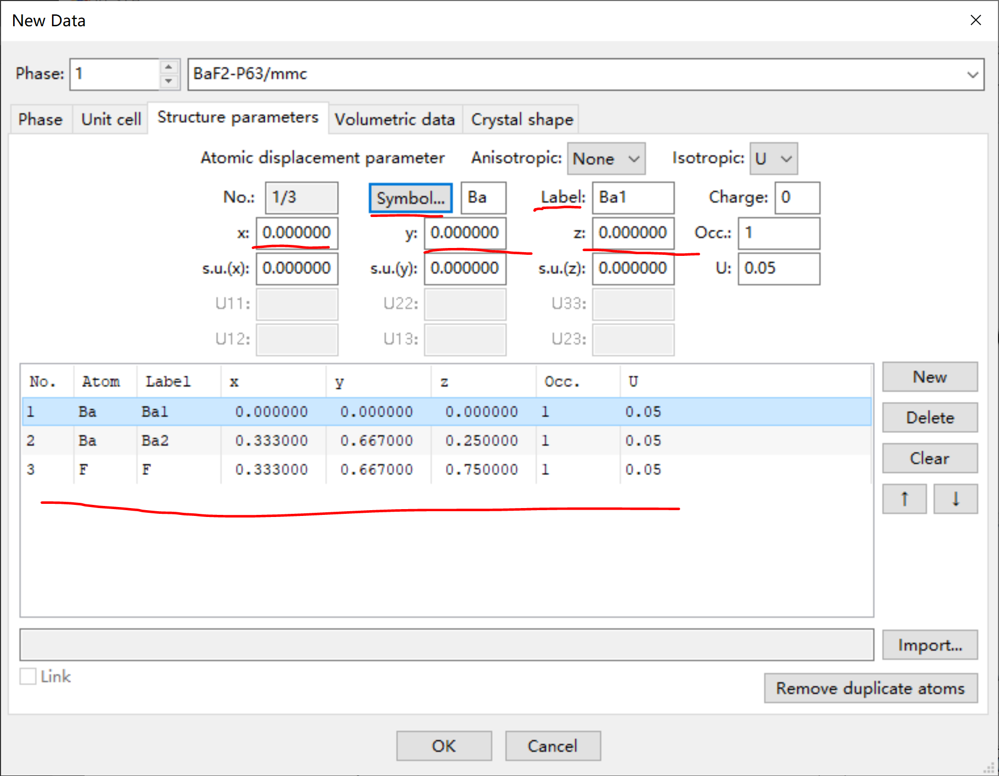 New Data
Phase: 1 BaF2-P63/mmc
Phase Unit cell Structure parameters Volumetric data Crystal shape
Atomic displacement parameter Anisotropic: None Isotropic: U
No.: 1/3 Symbol... Ba Label: Ba1 Charge: 0
x: 0.000000 y: 0.000000 z: 0.000000 Occ.: 1
s.u.(x): 0.000000 s.u.(y): 0.000000 s.u.(z): 0.000000 U: 0.05
U11: U22: U33:
U12: U13: U23:
No. Atom Label x y z Occ. U
1 Ba Ba1 0.000000 0.000000 0.000000 1 0.05
2 Ba Ba2 0.333000 0.667000 0.250000 1 0.05
3 F F 0.333000 0.667000 0.750000 1 0.05
New
Delete
Clear
↑ ↓
Import...
Link
Remove duplicate atoms
OK Cancel